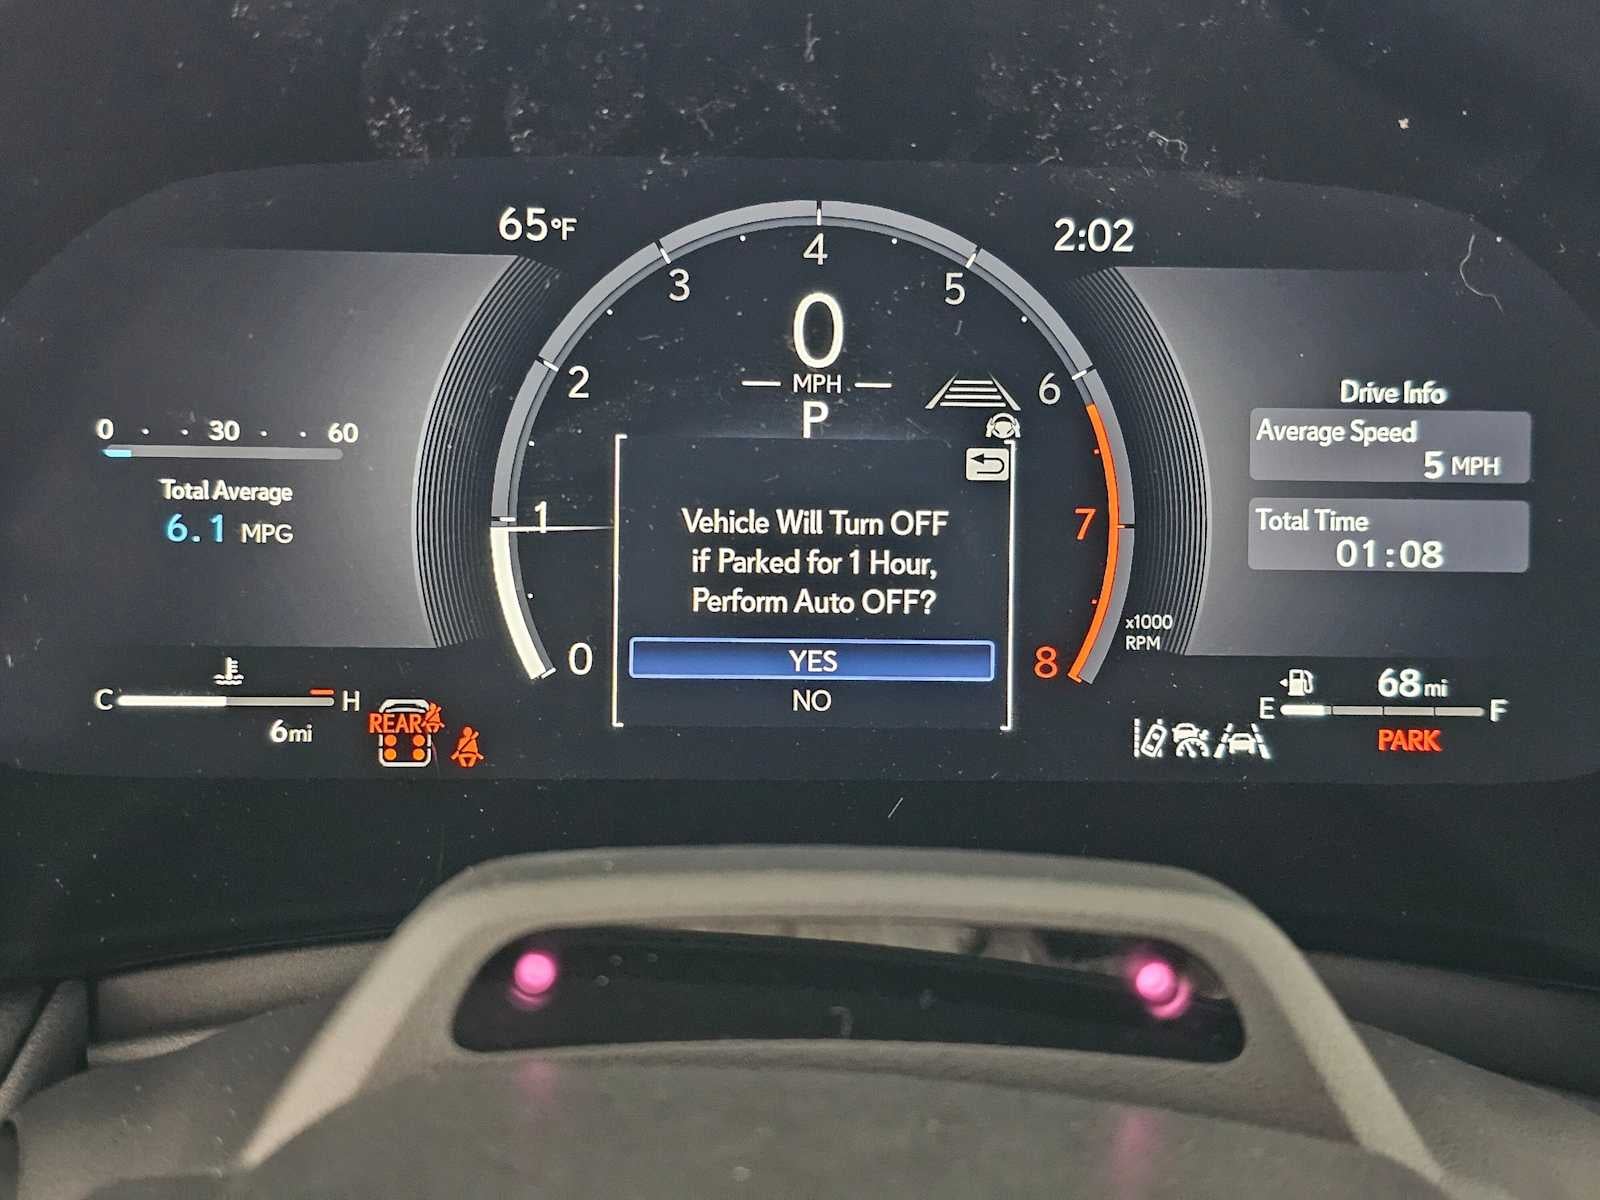 65°F
2:02
0
1
2
3
4
5
6
7
8
x1000
RPM
0
MPH
P
0 30 60
Total Average
6.1 MPG
Vehicle Will Turn OFF
if Parked for 1 Hour,
Perform Auto OFF?
YES
NO
Drive Info
Average Speed
5 MPH
Total Time
01:08
C H
6mi
REAR
68mi
E F
PARK